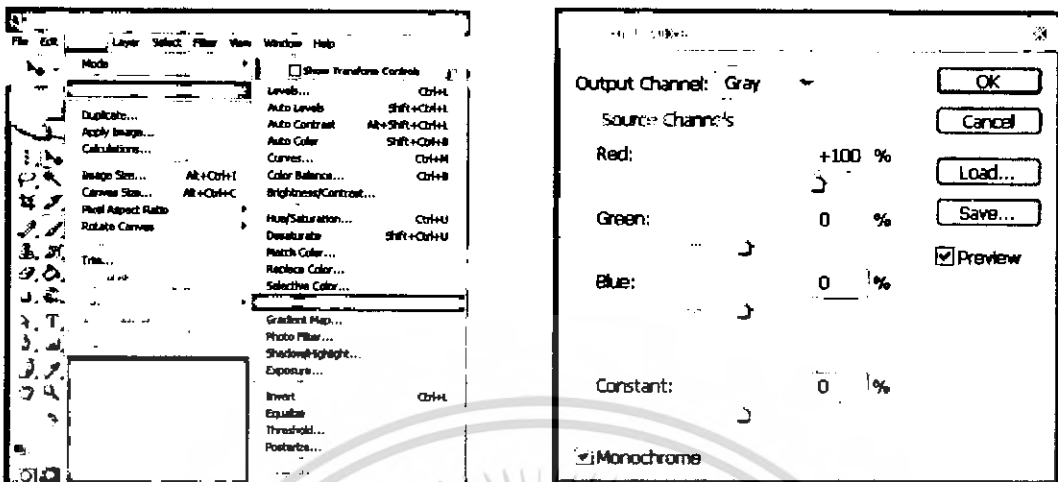 File Edit Layer Select Filter View Window Help
Mode
Duplicate...
Apply Image...
Calculations...
Image Size... Alt+Ctrl+I
Canvas Size... Alt+Ctrl+C
Pixel Aspect Ratio
Rotate Canvas
Trim...
Show Transform Controls
Levels... Ctrl+L
Auto Levels Shift+Ctrl+L
Auto Contrast Alt+Shift+Ctrl+L
Auto Color Shift+Ctrl+B
Curves... Ctrl+M
Color Balance... Ctrl+B
Brightness/Contrast...
Hue/Saturation... Ctrl+U
Desaturate Shift+Ctrl+U
Match Color...
Replace Color...
Selective Color...
Gradient Map...
Photo Filter...
Shadow/Highlight...
Exposure...
Invert
Equalize
Threshold...
Posterize...
Output Channel: Gray
Source Channels
Red: +100 %
Green: 0 %
Blue: 0 %
Constant: 0 %
Monochrome
OK
Cancel
Load...
Save...
Preview